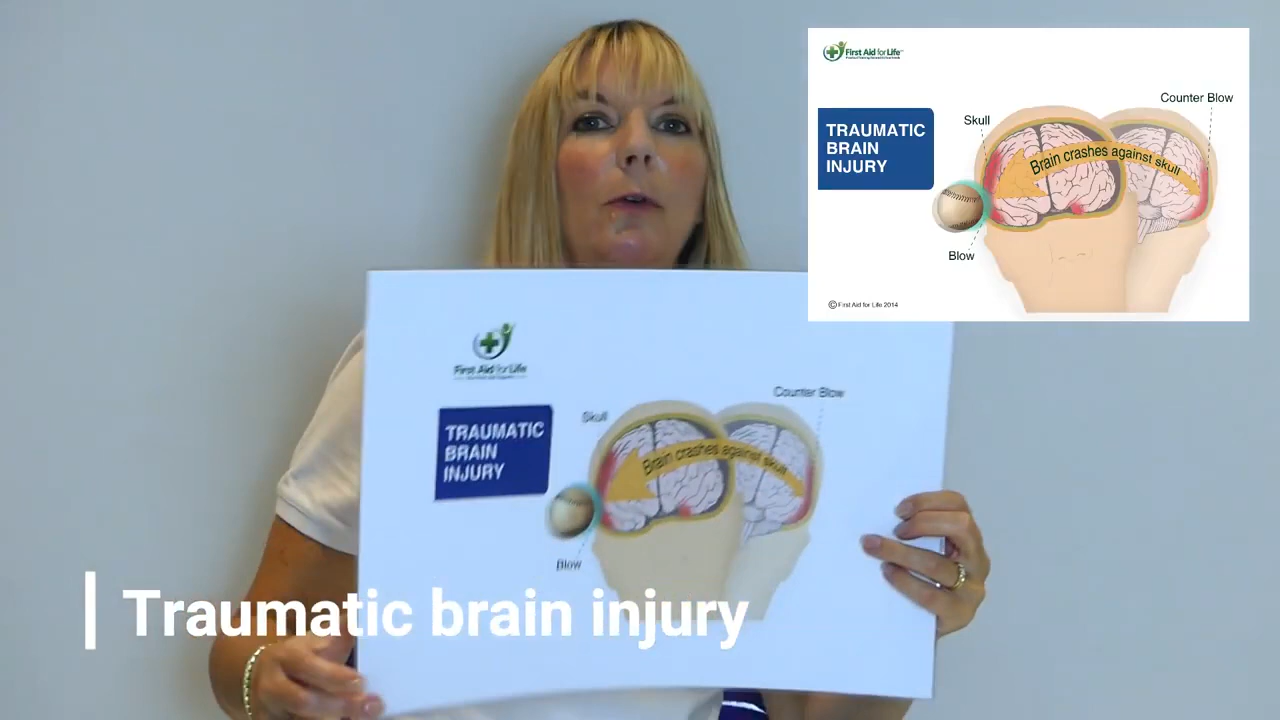 First Aid for Life
TRAUMATIC
BRAIN
INJURY
Skull
Counter Blow
Brain crashes against skull
Blow
© First Aid for Life 2014
First Aid for Life
TRAUMATIC
BRAIN
INJURY
Skull
Counter Blow
Brain crashes against skull
Blow
Traumatic brain injury